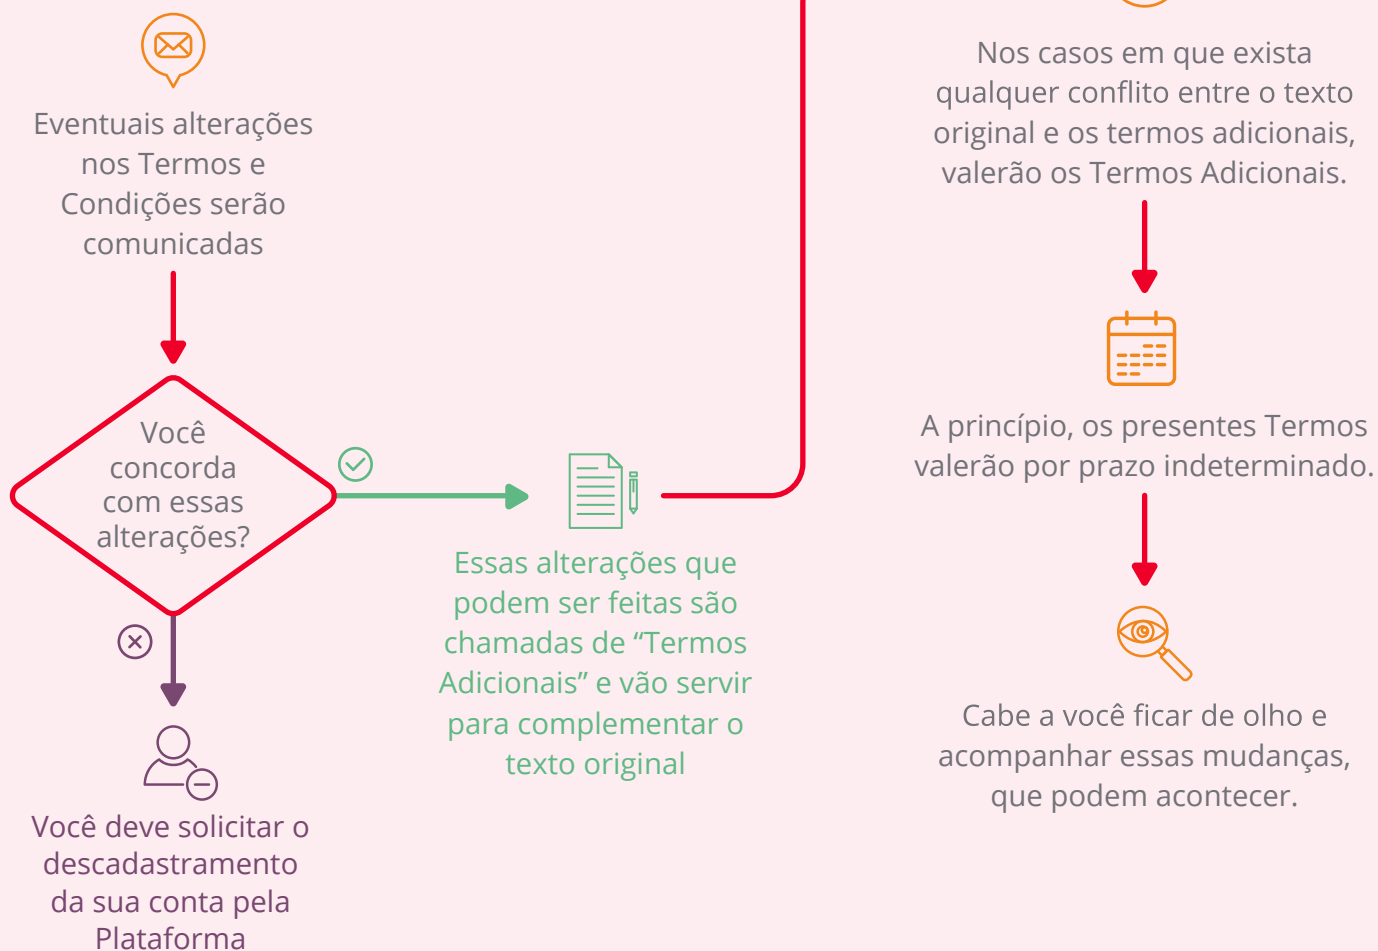 Eventuais alterações
nos Termos e
Condições serão
comunicadas
Você
concorda
com essas
alterações?
Você deve solicitar o
descadastramento
da sua conta pela
Plataforma
Essas alterações que
podem ser feitas são
chamadas de “Termos
Adicionais” e vão servir
para complementar o
texto original
Nos casos em que exista
qualquer conflito entre o texto
original e os termos adicionais,
valerão os Termos Adicionais.
A princípio, os presentes Termos
valerão por prazo indeterminado.
Cabe a você ficar de olho e
acompanhar essas mudanças,
que podem acontecer.